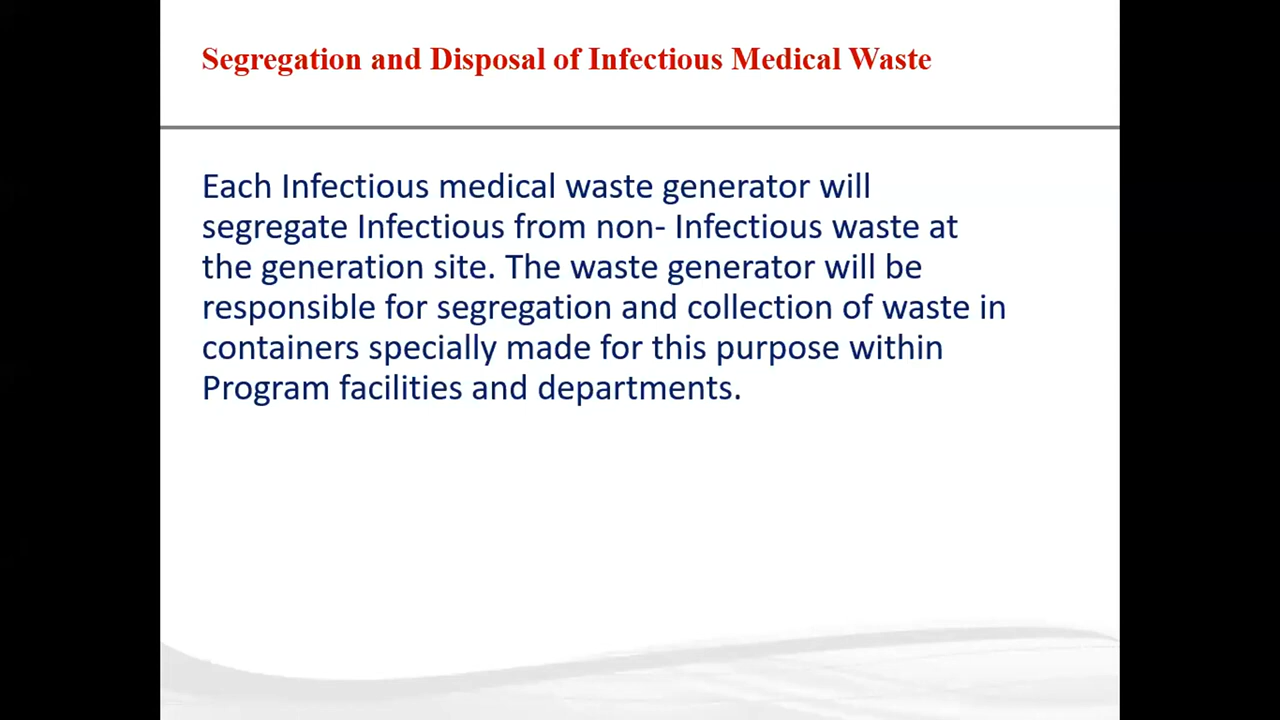 Segregation and Disposal of Infectious Medical Waste
Each Infectious medical waste generator will
segregate Infectious from non- Infectious waste at
the generation site. The waste generator will be
responsible for segregation and collection of waste in
containers specially made for this purpose within
Program facilities and departments.